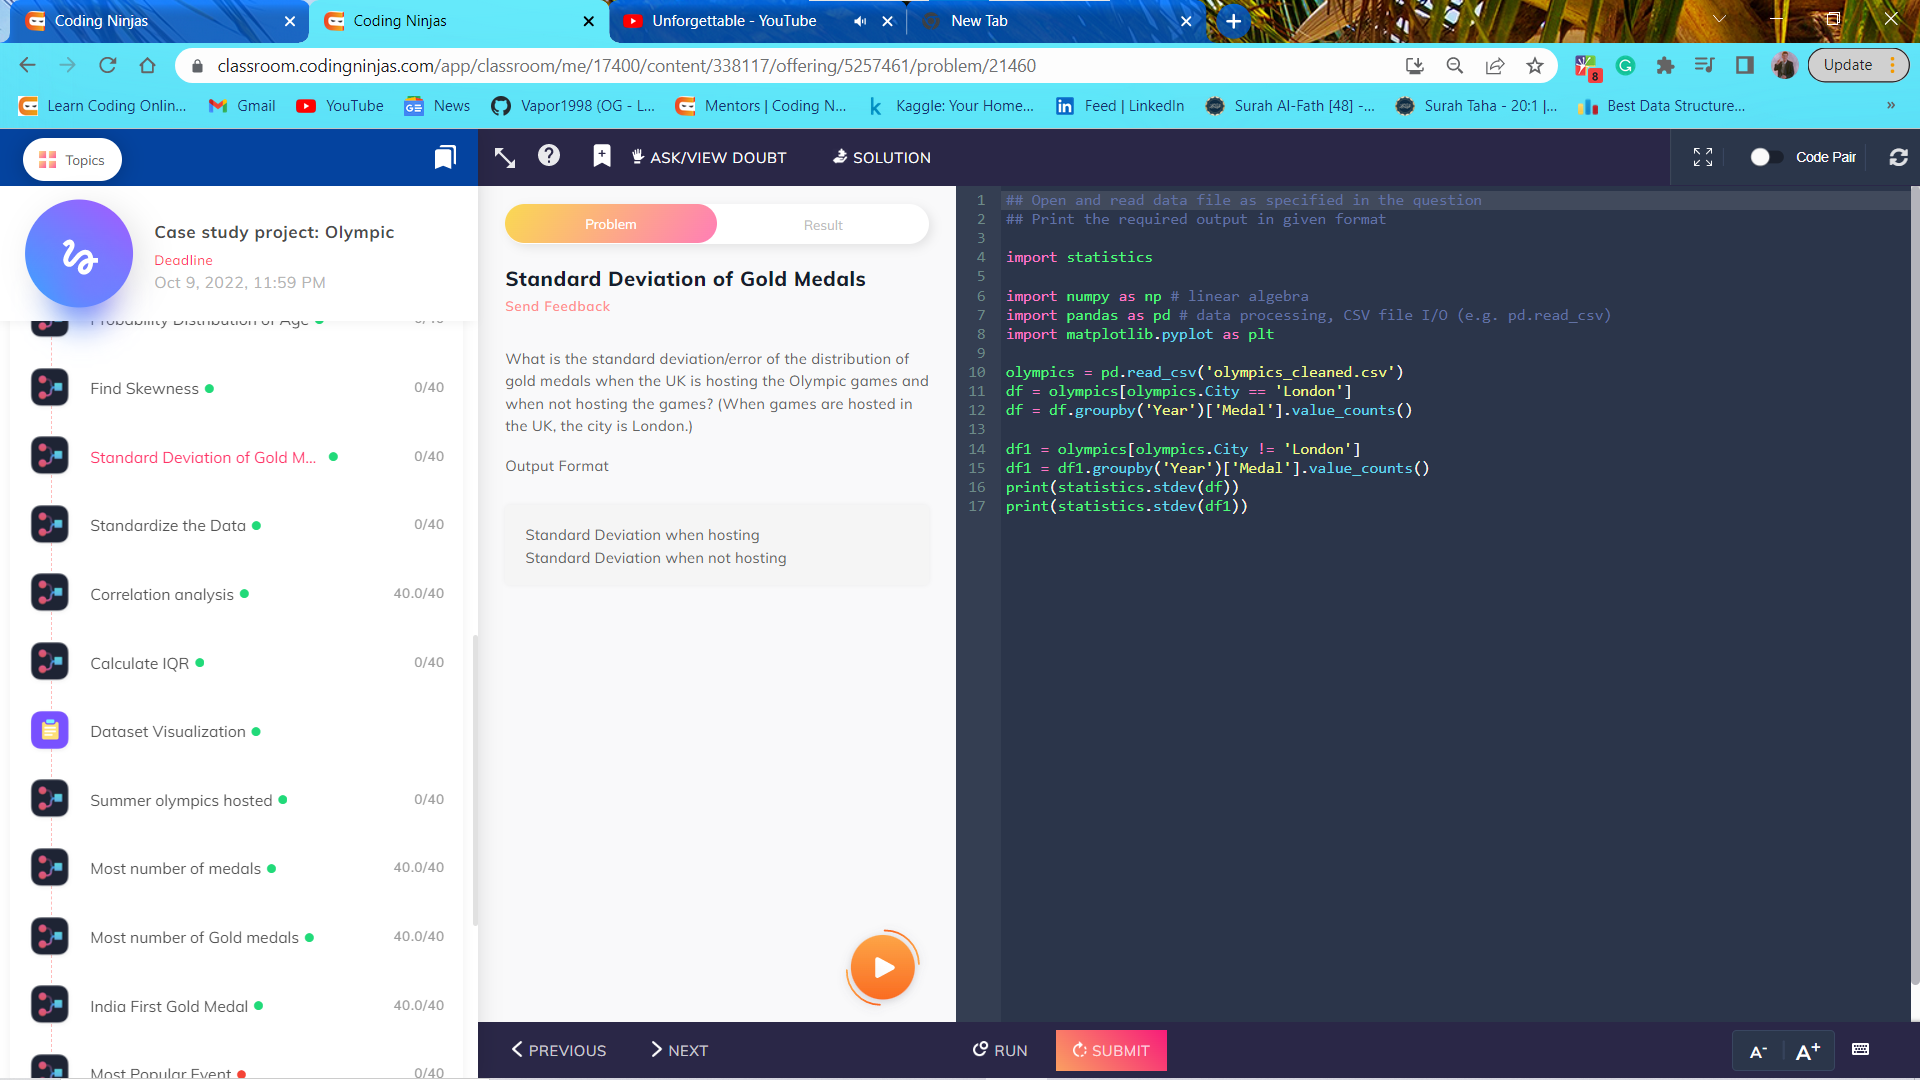 Coding Ninjas
Coding Ninjas
Unforgettable - YouTube
New Tab
classroom.codingninjas.com/app/classroom/me/17400/content/338117/offering/5257461/problem/21460
8
Update
Learn Coding Onlin...
Gmail
YouTube
News
Vapor1998 (OG - L...
Mentors | Coding N...
Kaggle: Your Home...
Feed | LinkedIn
Surah Al-Fath [48] -...
Surah Taha - 20:1 |...
Best Data Structure...
»
Topics
ASK/VIEW DOUBT
SOLUTION
Code Pair
Case study project: Olympic
Deadline
Oct 9, 2022, 11:59 PM
Probability Distribution of Age 0/40
Find Skewness 0/40
Standard Deviation of Gold M... 0/40
Standardize the Data 0/40
Correlation analysis 40.0/40
Calculate IQR 0/40
Dataset Visualization
Summer olympics hosted 0/40
Most number of medals 40.0/40
Most number of Gold medals 40.0/40
India First Gold Medal 40.0/40
Most Popular Event 0/40
Problem
Result
Standard Deviation of Gold Medals
Send Feedback
What is the standard deviation/error of the distribution of
gold medals when the UK is hosting the Olympic games and
when not hosting the games? (When games are hosted in
the UK, the city is London.)
Output Format
Standard Deviation when hosting
Standard Deviation when not hosting
1 ## Open and read data file as specified in the question
2 ## Print the required output in given format
3
4 import statistics
5
6 import numpy as np # linear algebra
7 import pandas as pd # data processing, CSV file I/O (e.g. pd.read_csv)
8 import matplotlib.pyplot as plt
9
10 olympics = pd.read_csv('olympics_cleaned.csv')
11 df = olympics[olympics.City == 'London']
12 df = df.groupby('Year')['Medal'].value_counts()
13
14 df1 = olympics[olympics.City != 'London']
15 df1 = df1.groupby('Year')['Medal'].value_counts()
16 print(statistics.stdev(df))
17 print(statistics.stdev(df1))
PREVIOUS
NEXT
RUN
SUBMIT
A-
A+